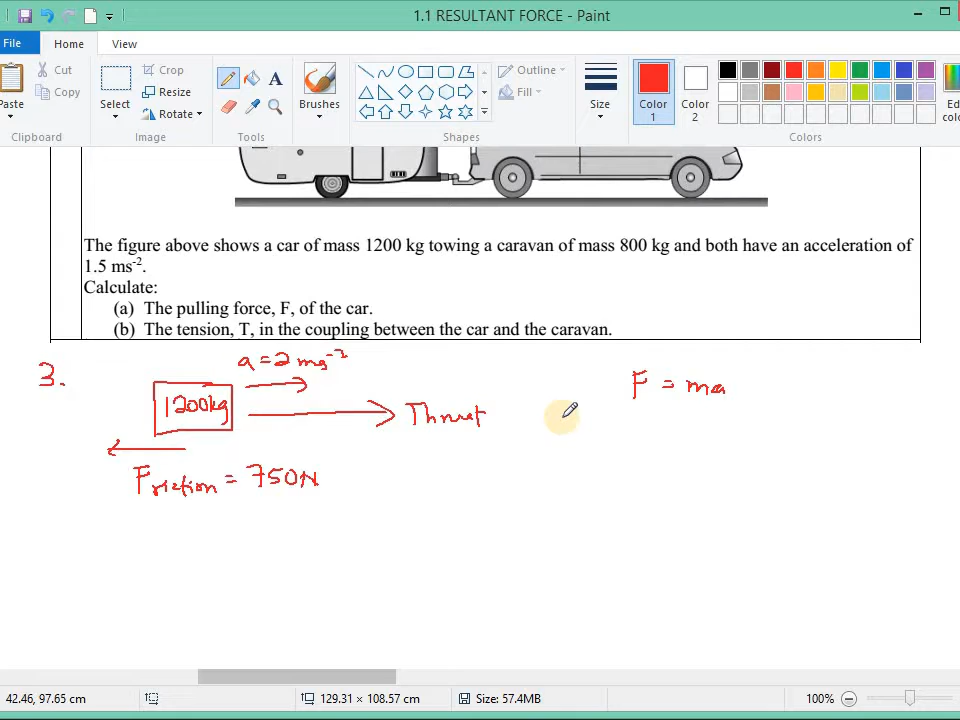 1.1 RESULTANT FORCE - Paint
File
Home
View
Paste
Cut
Copy
Clipboard
Select
Crop
Resize
Rotate
Image
A
Tools
Brushes
Outline
Fill
Shapes
Size
Color 1
Color 2
Colors
The figure above shows a car of mass 1200 kg towing a caravan of mass 800 kg and both have an acceleration of
1.5 ms⁻².
Calculate:
(a) The pulling force, F, of the car.
(b) The tension, T, in the coupling between the car and the caravan.
3.
a = 2 ms⁻²
1200kg
Thrust
F = ma
Friction = 750N
42.46, 97.65 cm
129.31 × 108.57 cm
Size: 57.4MB
100%